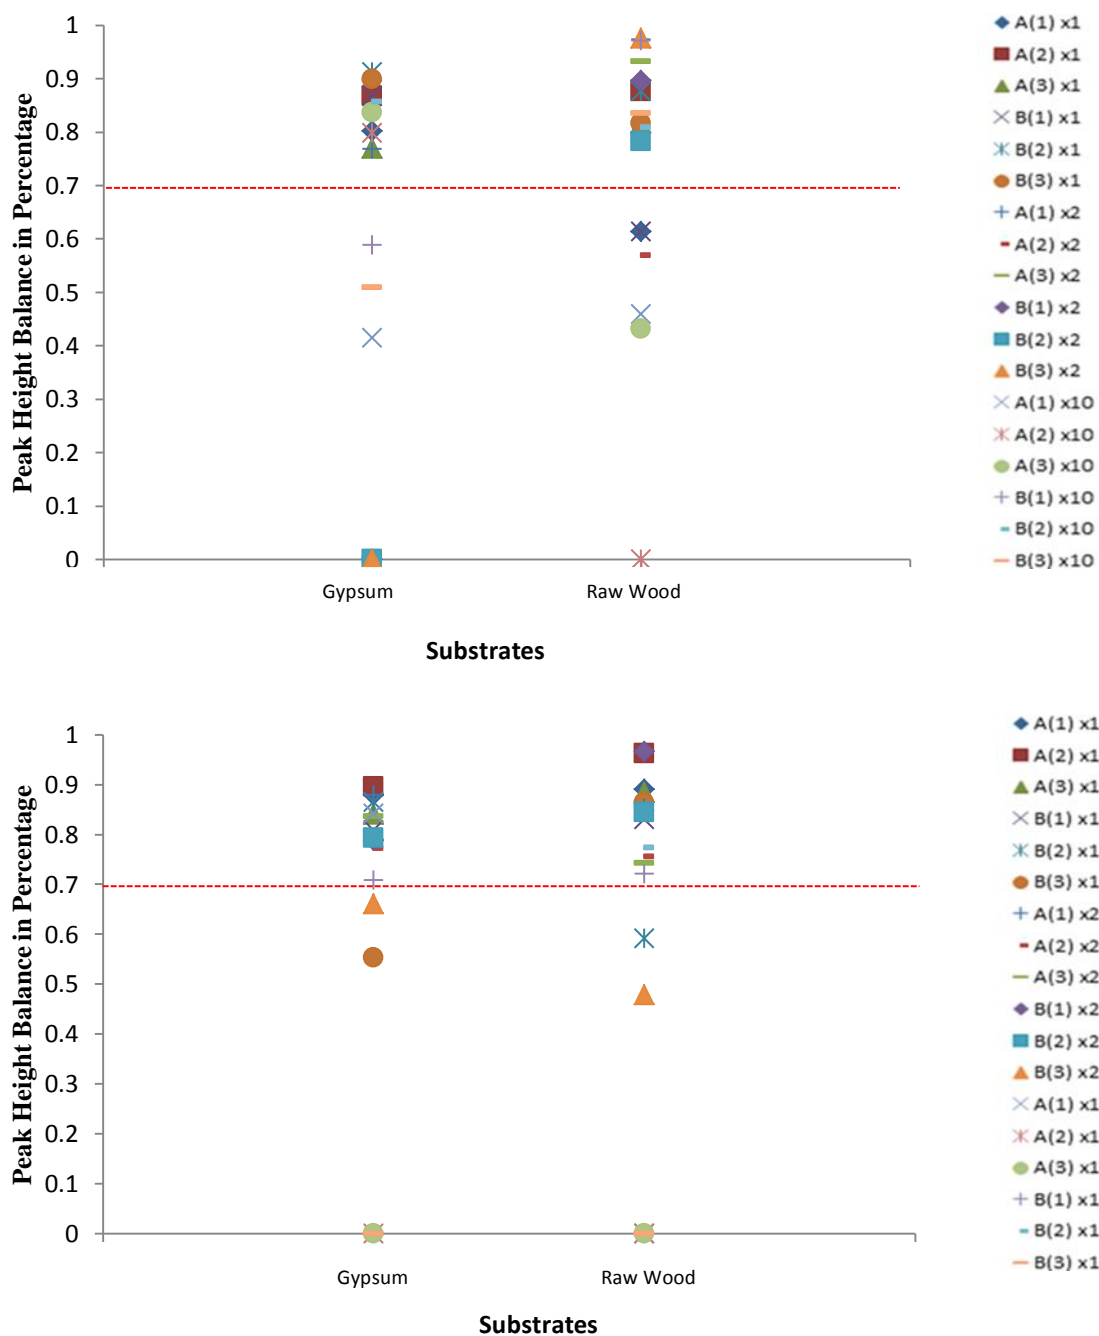 Peak Height Balance in Percentage
1
0.9
0.8
0.7
0.6
0.5
0.4
0.3
0.2
0.1
0
Gypsum
Raw Wood
Substrates
A(1) x1
A(2) x1
A(3) x1
B(1) x1
B(2) x1
B(3) x1
A(1) x2
A(2) x2
A(3) x2
B(1) x2
B(2) x2
B(3) x2
A(1) x10
A(2) x10
A(3) x10
B(1) x10
B(2) x10
B(3) x10
Peak Height Balance in Percentage
1
0.9
0.8
0.7
0.6
0.5
0.4
0.3
0.2
0.1
0
Gypsum
Raw Wood
Substrates
A(1) x1
A(2) x1
A(3) x1
B(1) x1
B(2) x1
B(3) x1
A(1) x2
A(2) x2
A(3) x2
B(1) x2
B(2) x2
B(3) x2
A(1) x1
A(2) x1
A(3) x1
B(1) x1
B(2) x1
B(3) x1